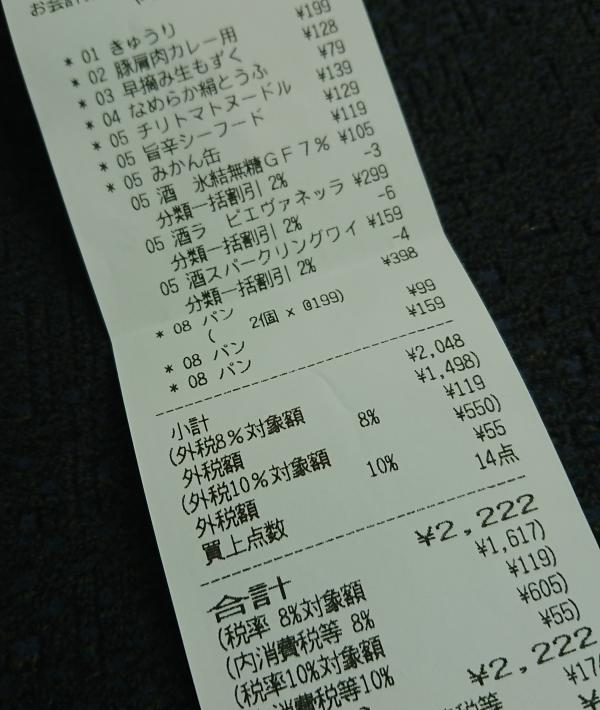 * 01 きゅうり
* 02 豚肩肉カレー用 ¥199
* 03 早摘み生もずく ¥128
* 04 なめらか絹とうふ ¥79
* 05 チリトマトヌードル ¥139
* 05 旨辛シーフード ¥129
* 05 みかん缶 ¥119
05 酒 氷結無糖GF7% ¥105
分類一括割引 2% -3
05 酒ラ ピエヴァネッラ ¥299
分類一括割引 2% -6
05 酒スパークリングワイ ¥159
分類一括割引 2% -4
* 08 パン ¥398
( 2個 × @199)
* 08 パン ¥99
* 08 パン ¥159
小計 ¥2,048
(外税8%対象額 ¥1,498)
外税額 8% ¥119
(外税10%対象額 ¥550)
外税額 10% ¥55
買上点数 14点
合計 ¥2,222
(税率 8%対象額 ¥1,617)
(内消費税等 8% ¥119)
(税率10%対象額 ¥605)
(内消費税等10% ¥55)
¥2,222